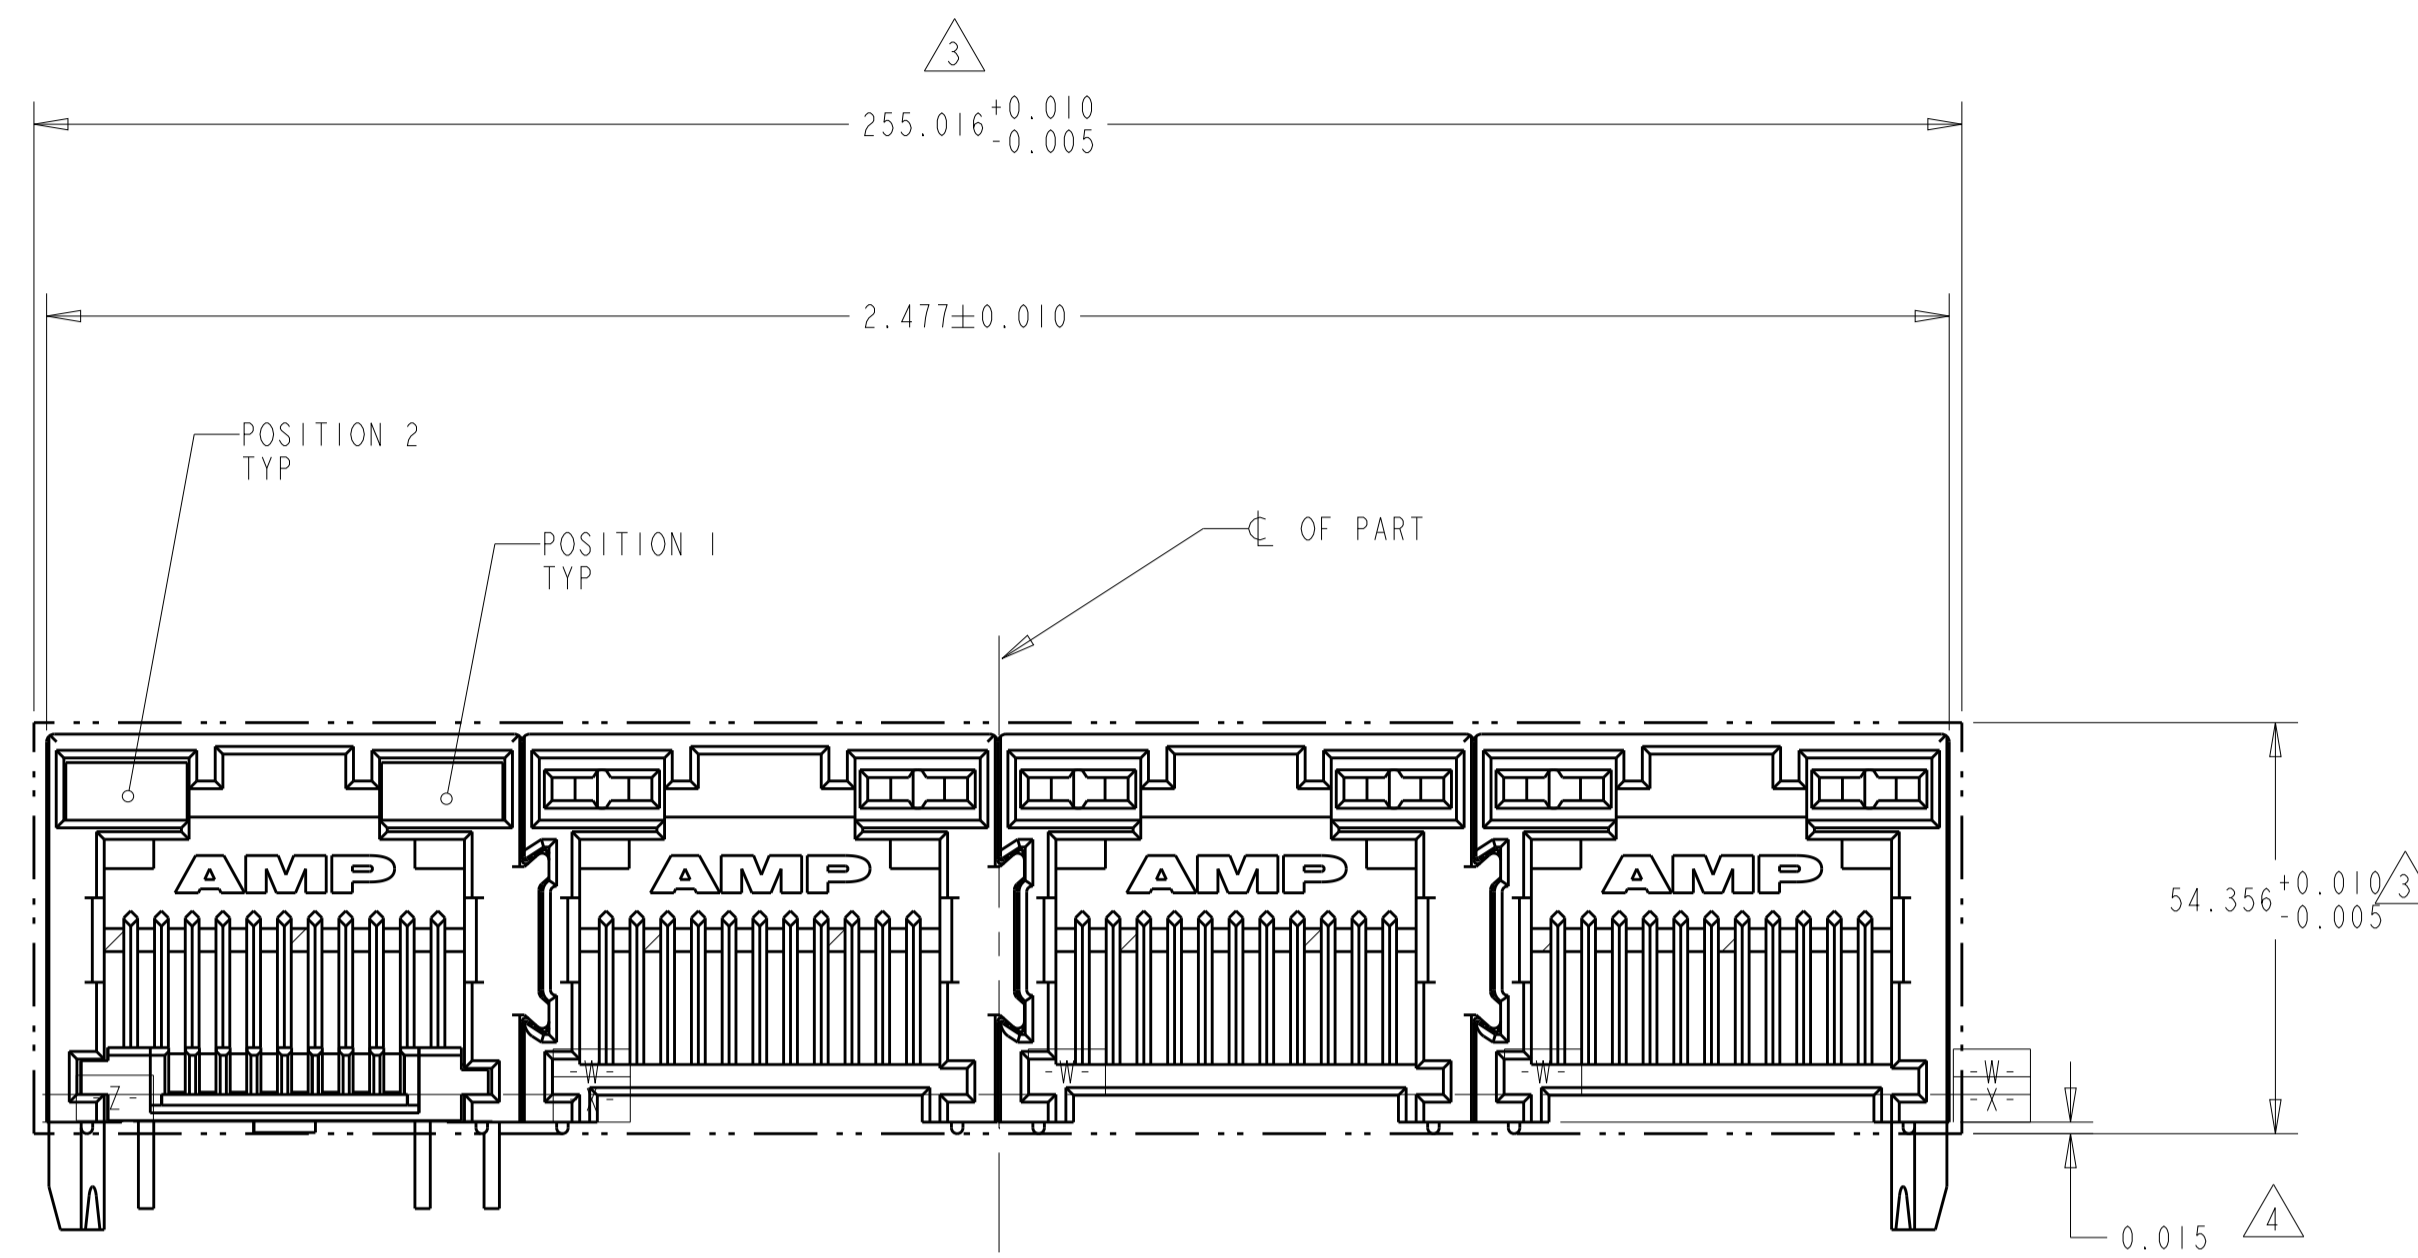 3
255.016 +0.010
-0.005
2.477±0.010
POSITION 2
TYP
POSITION 1
TYP
℄ OF PART
AMP AMP AMP AMP
54.356 +0.010
-0.005
3
-Z-
-W-
-X-
-W-
-W-
-W-
-X-
0.015
4